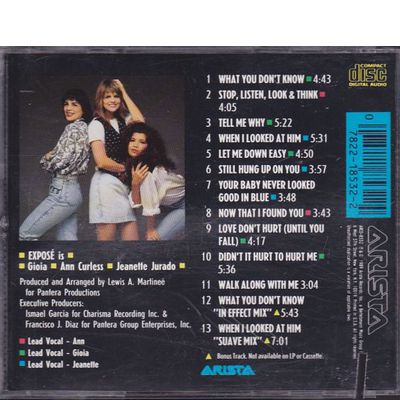 COMPACT
disc
DIGITAL AUDIO
1 WHAT YOU DON'T KNOW 4:43
2 STOP, LISTEN, LOOK & THINK
4:05
3 TELL ME WHY 5:22
4 WHEN I LOOKED AT HIM 5:31
5 LET ME DOWN EASY 4:50
6 STILL HUNG UP ON YOU 3:57
7 YOUR BABY NEVER LOOKED
GOOD IN BLUE 3:48
8 NOW THAT I FOUND YOU 3:43
9 LOVE DON'T HURT (UNTIL YOU
FALL) 4:17
10 DIDN'T IT HURT TO HURT ME
3:36
11 WALK ALONG WITH ME 3:04
12 WHAT YOU DON'T KNOW
"IN EFFECT MIX" ▲5:43
13 WHEN I LOOKED AT HIM
"SUAVE MIX" ▲7:01
▲ Bonus Track. Not available on LP or Cassette.
EXPOSÉ is
Gioia Ann Curless Jeanette Jurado
Produced and Arranged by Lewis A. Martineé
for Pantera Productions
Executive Producers:
Ismael Garcia for Charisma Recording Inc. &
Francisco J. Diaz for Pantera Group Enterprises, Inc.
Lead Vocal - Ann
Lead Vocal - Gioia
Lead Vocal - Jeanette
ARISTA
0 7822-18532-2
ARISTA